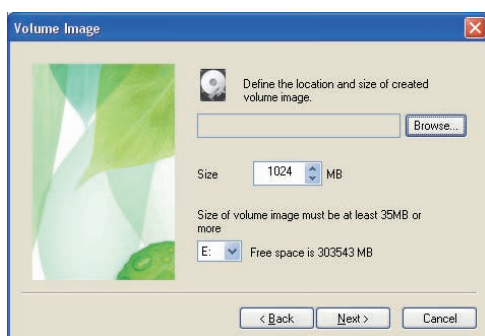 Volume Image
Define the location and size of created
volume image.
Browse...
Size 1024 MB
Size of volume image must be at least 35MB or
more
E: Free space is 303543 MB
< Back Next > Cancel